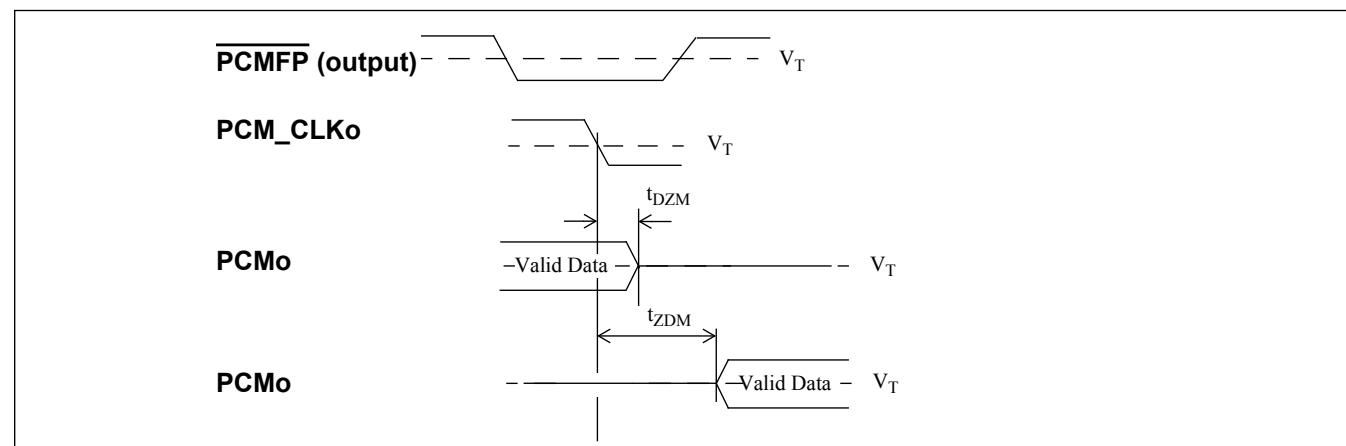 PCMFP (output) V_T
PCM_CLKo V_T
t_DZM
PCMo Valid Data V_T
t_ZDM
PCMo Valid Data V_T